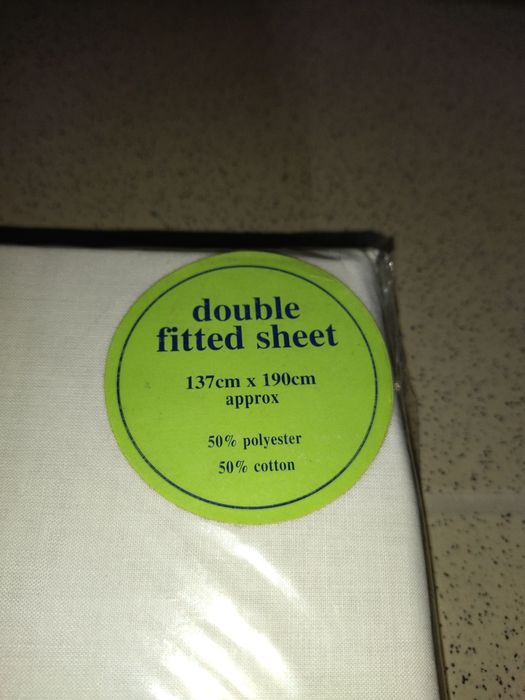 double
fitted sheet
137cm x 190cm
approx
50% polyester
50% cotton